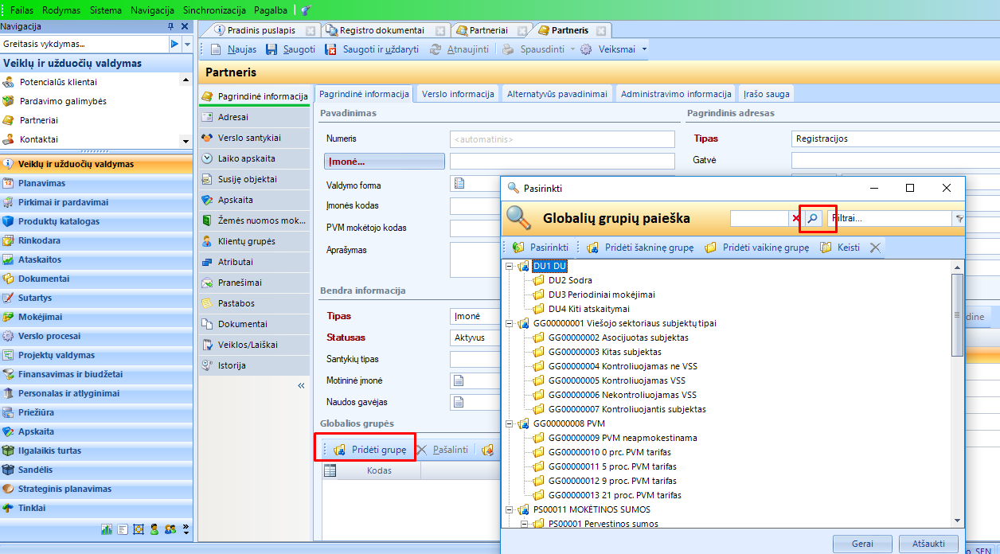 Failas Rodymas Sistema Navigacija Sinchronizacija Pagalba
Navigacija
Greitasis vykdymas...
Veiklų ir užduočių valdymas
Potencialūs klientai
Pardavimo galimybės
Partneriai
Kontaktai
Veiklų ir užduočių valdymas
Planavimas
Pirkimai ir pardavimai
Produktų katalogas
Rinkodara
Ataskaitos
Dokumentai
Sutartys
Mokėjimai
Verslo procesai
Projektų valdymas
Finansavimas ir biudžetai
Personalas ir atlyginimai
Priežiūra
Apskaita
Ilgalaikis turtas
Sandėlis
Strateginis planavimas
Tinklai
Pradinis puslapis Registro dokumentai Partneriai Partneris
Naujas Saugoti Saugoti ir uždaryti Atnaujinti Spausdinti Veiksmai
Partneris
Pagrindinė informacija
Adresai
Verslo santykiai
Laiko apskaita
Susiję objektai
Apskaita
Žemės nuomos mok...
Klientų grupės
Atributai
Pranešimai
Pastabos
Dokumentai
Veiklos/Laiškai
Istorija
«
Pagrindinė informacija Verslo informacija Alternatyvūs pavadinimai Administravimo informacija Įrašo sauga
Pavadinimas
Numeris <automatinis>
Įmonė...
Valdymo forma
Įmonės kodas
PVM mokėtojo kodas
Aprašymas
Pagrindinis adresas
Tipas Registracijos
Gatvė
Bendra informacija
Tipas Įmonė
Statusas Aktyvus
Santykių tipas
Motininė įmonė
Naudos gavėjas
Globalios grupės
Pridėti grupę Pašalinti
Kodas
Pasirinkti
Globalių grupių paieška
Filtrai...
Pasirinkti Pridėti šakninę grupę Pridėti vaikinę grupę Keisti
DU1 DU
DU2 Sodra
DU3 Periodiniai mokėjimai
DU4 Kiti atskaitymai
GG00000001 Viešojo sektoriaus subjektų tipai
GG00000002 Asocijuotas subjektas
GG00000003 Kitas subjektas
GG00000004 Kontroliuojamas ne VSS
GG00000005 Kontroliuojamas VSS
GG00000006 Nekontroliuojamas VSS
GG00000007 Kontroliuojantis subjektas
GG00000008 PVM
GG00000009 PVM neapmokestinama
GG00000010 0 prc. PVM tarifas
GG00000011 5 proc. PVM tarifas
GG00000012 9 proc. PVM tarifas
GG00000013 21 proc. PVM tarifas
PS00011 MOKĖTINOS SUMOS
PS00001 Pervestinos sumos
Gerai Atšaukti
dine
o_SEN